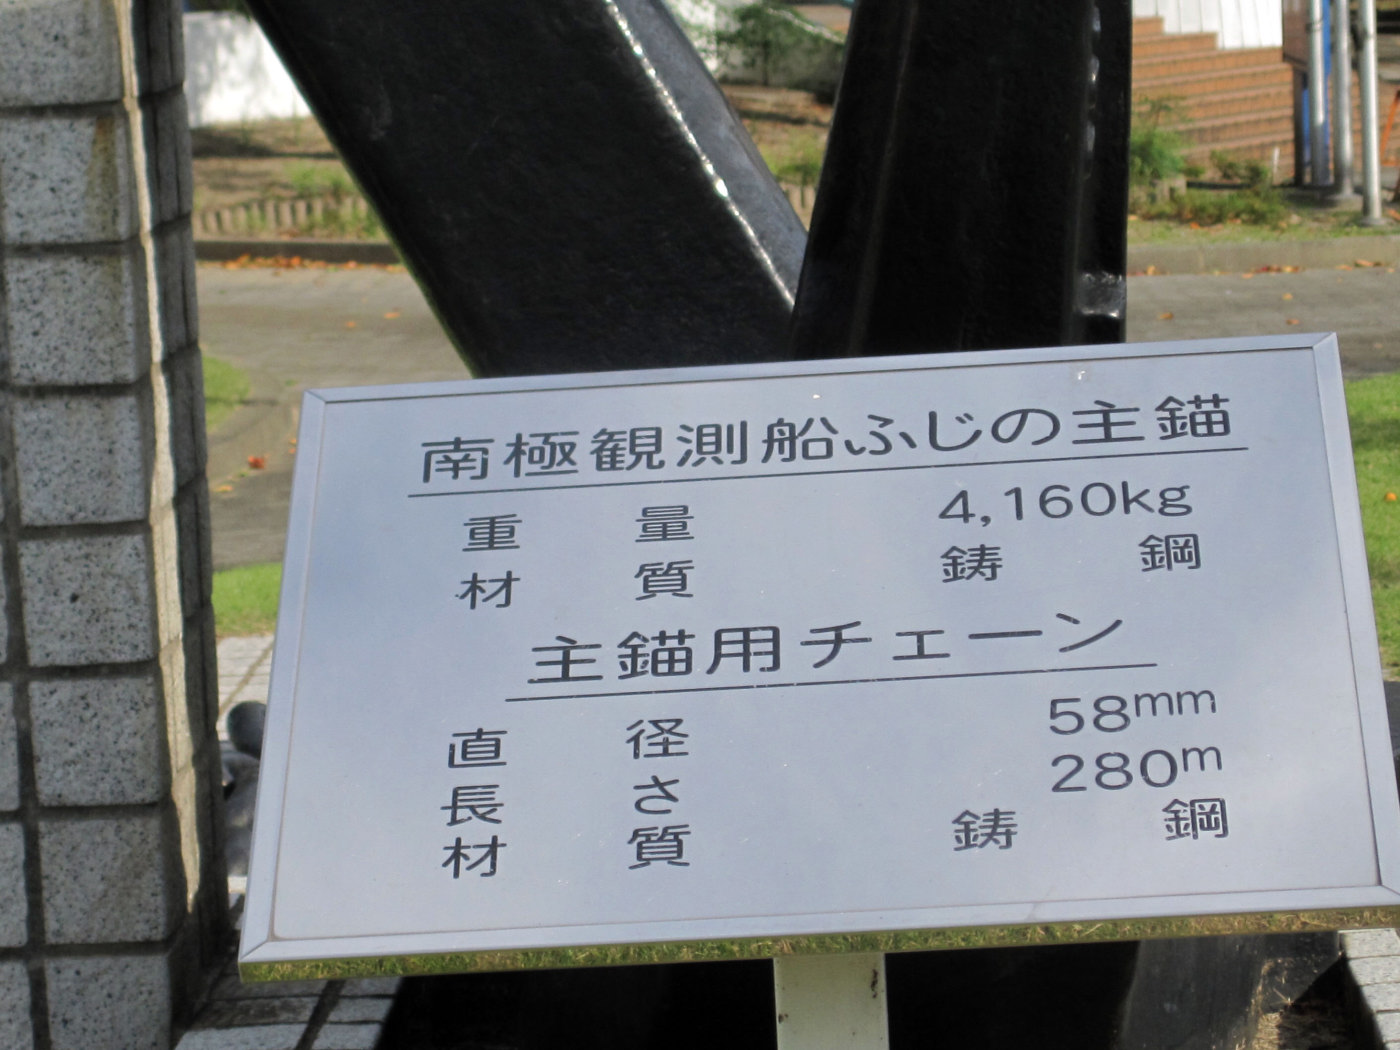 南極観測船ふじの主錨
重量 4,160kg
材質 鋳鋼
主錨用チェーン
直径 58mm
長さ 280m
材質 鋳鋼